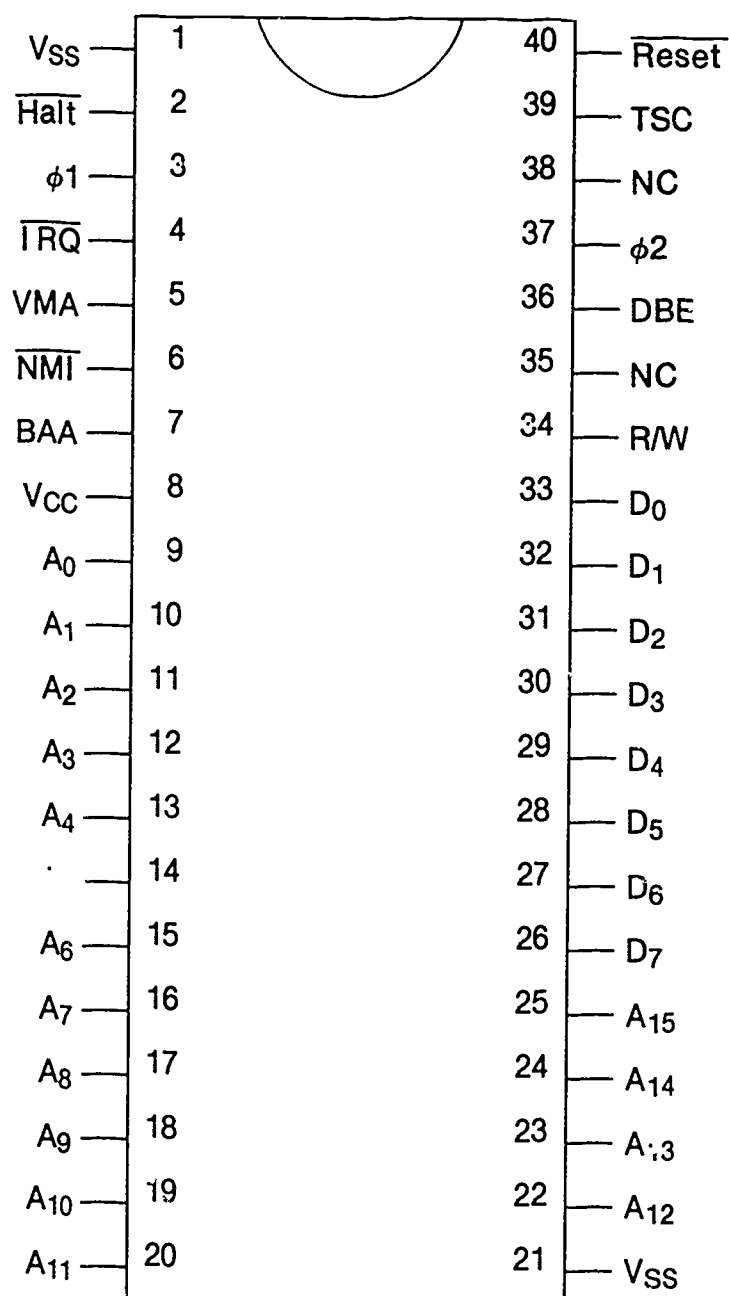 VSS 1 40 Reset
Halt 2 39 TSC
ϕ1 3 38 NC
IRQ 4 37 ϕ2
VMA 5 36 DBE
NMI 6 35 NC
BAA 7 34 R/W
VCC 8 33 D0
A0 9 32 D1
A1 10 31 D2
A2 11 30 D3
A3 12 29 D4
A4 13 28 D5
14 27 D6
A6 15 26 D7
A7 16 25 A15
A8 17 24 A14
A9 18 23 A13
A10 19 22 A12
A11 20 21 VSS